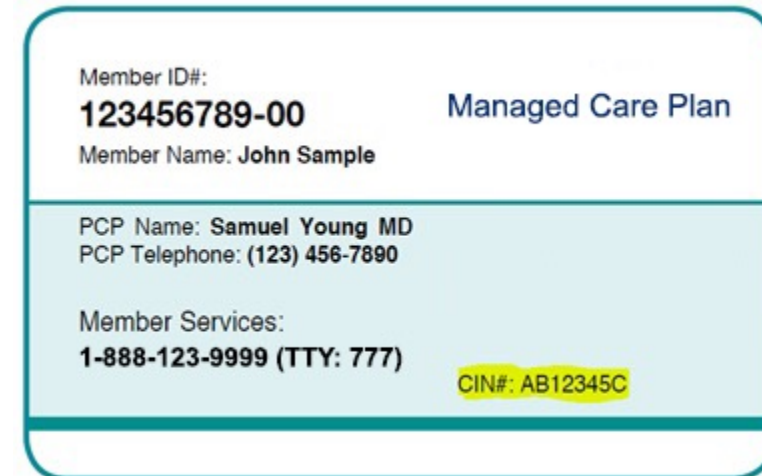 Member ID#:
123456789-00
Managed Care Plan
Member Name: John Sample
PCP Name: Samuel Young MD
PCP Telephone: (123) 456-7890
Member Services:
1-888-123-9999 (TTY: 777)
CIN#: AB12345C